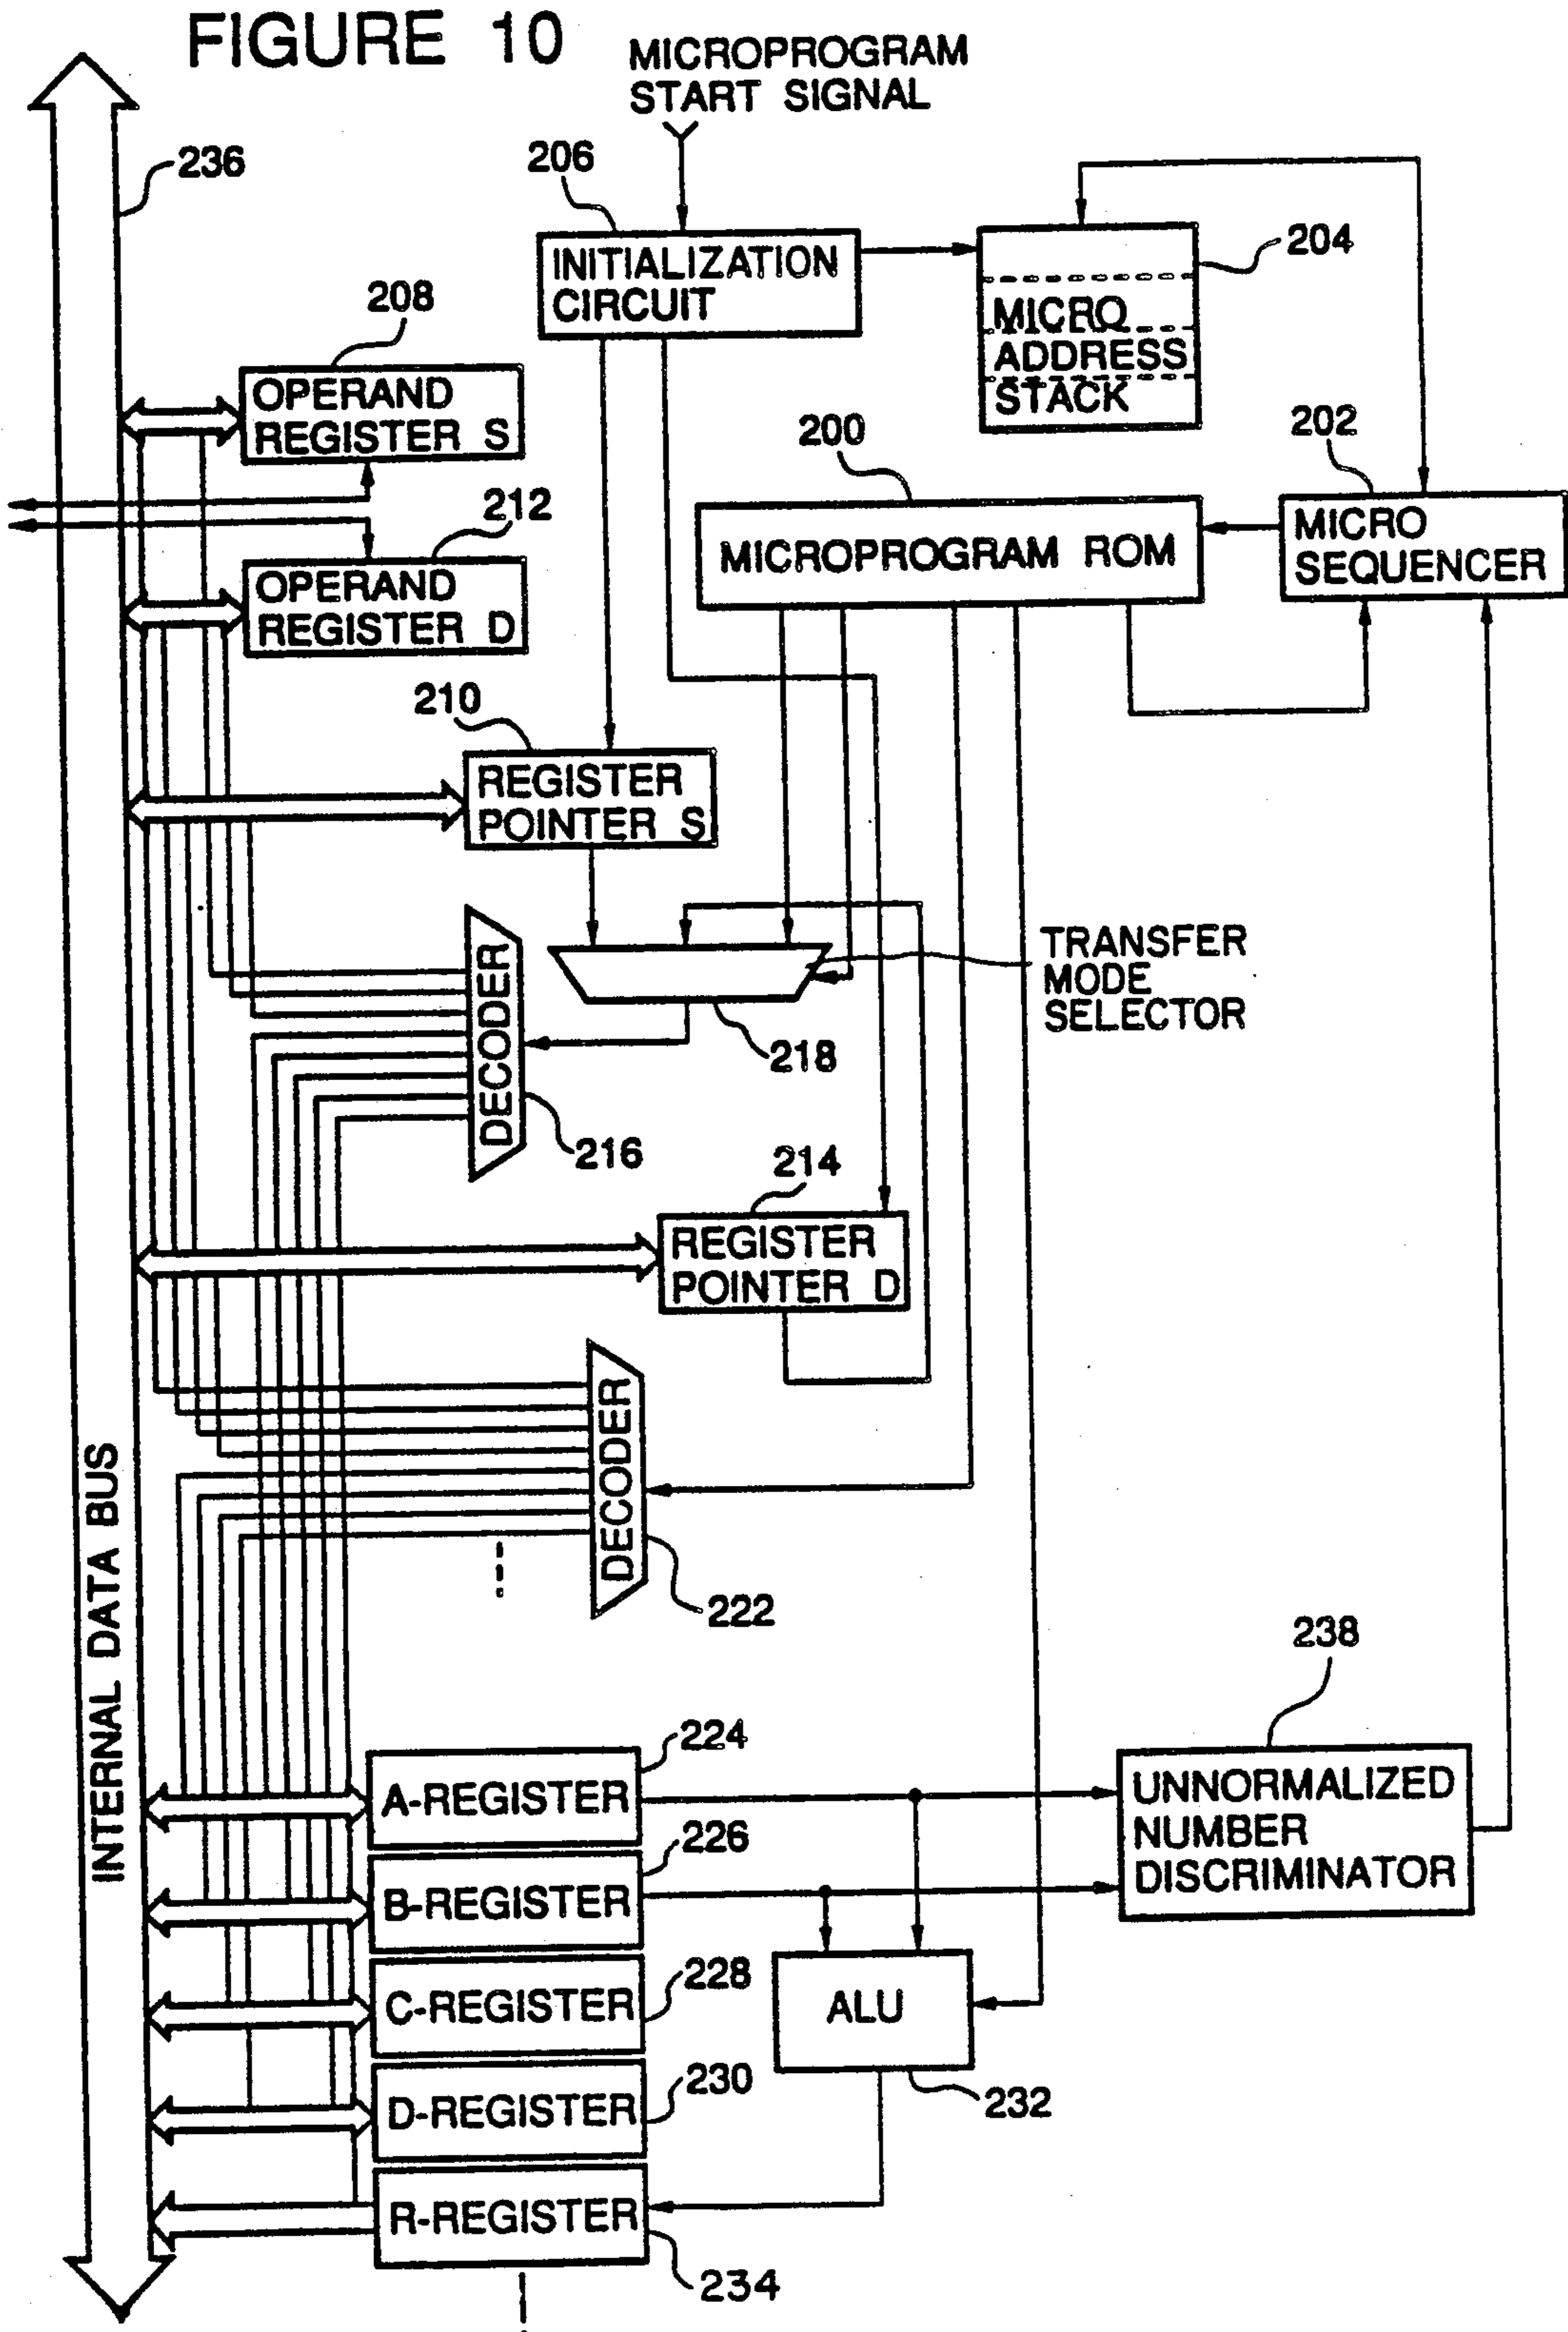 FIGURE 10
MICROPROGRAM
START SIGNAL
236
206
INITIALIZATION
CIRCUIT
204
MICRO
ADDRESS
STACK
208
OPERAND
REGISTER S
200
MICROPROGRAM ROM
202
MICRO
SEQUENCER
212
OPERAND
REGISTER D
210
REGISTER
POINTER S
TRANSFER
MODE
SELECTOR
218
DECODER
216
214
REGISTER
POINTER D
DECODER
222
INTERNAL DATA BUS
238
UNNORMALIZED
NUMBER
DISCRIMINATOR
224
A-REGISTER
226
B-REGISTER
228
C-REGISTER
ALU
232
230
D-REGISTER
R-REGISTER
234